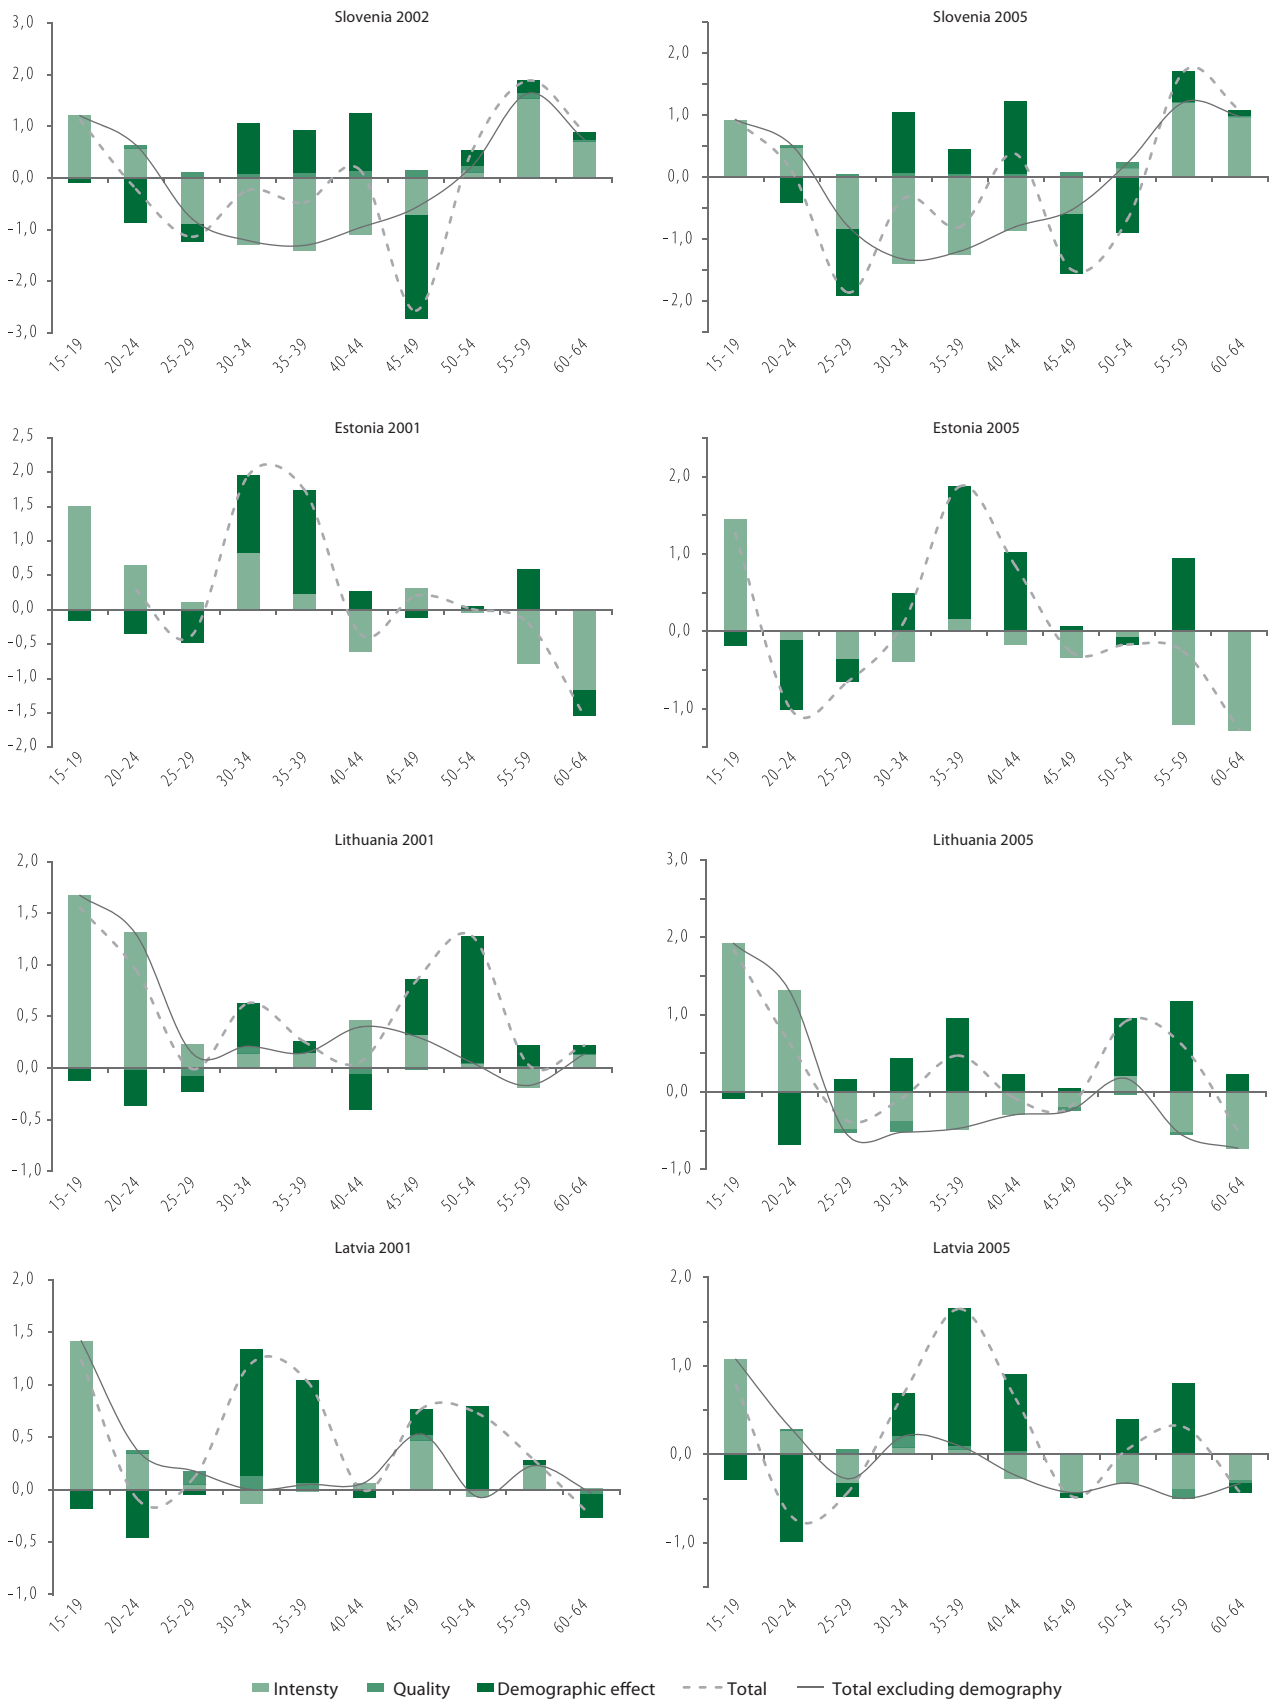 Slovenia 2002
3,0
2,0
1,0
0,0
-1,0
-2,0
-3,0
15-19 20-24 25-29 30-34 35-39 40-44 45-49 50-54 55-59 60-64
Slovenia 2005
2,0
1,0
0,0
-1,0
-2,0
15-19 20-24 25-29 30-34 35-39 40-44 45-49 50-54 55-59 60-64
Estonia 2001
2,5
2,0
1,5
1,0
0,5
0,0
-0,5
-1,0
-1,5
-2,0
15-19 20-24 25-29 30-34 35-39 40-44 45-49 50-54 55-59 60-64
Estonia 2005
2,0
1,0
0,0
-1,0
15-19 20-24 25-29 30-34 35-39 40-44 45-49 50-54 55-59 60-64
Lithuania 2001
2,0
1,5
1,0
0,5
0,0
-0,5
-1,0
15-19 20-24 25-29 30-34 35-39 40-44 45-49 50-54 55-59 60-64
Lithuania 2005
3,0
2,0
1,0
0,0
-1,0
15-19 20-24 25-29 30-34 35-39 40-44 45-49 50-54 55-59 60-64
Latvia 2001
2,0
1,5
1,0
0,5
0,0
-0,5
-1,0
15-19 20-24 25-29 30-34 35-39 40-44 45-49 50-54 55-59 60-64
Latvia 2005
2,0
1,0
0,0
-1,0
15-19 20-24 25-29 30-34 35-39 40-44 45-49 50-54 55-59 60-64
Intensty Quality Demographic effect Total Total excluding demography